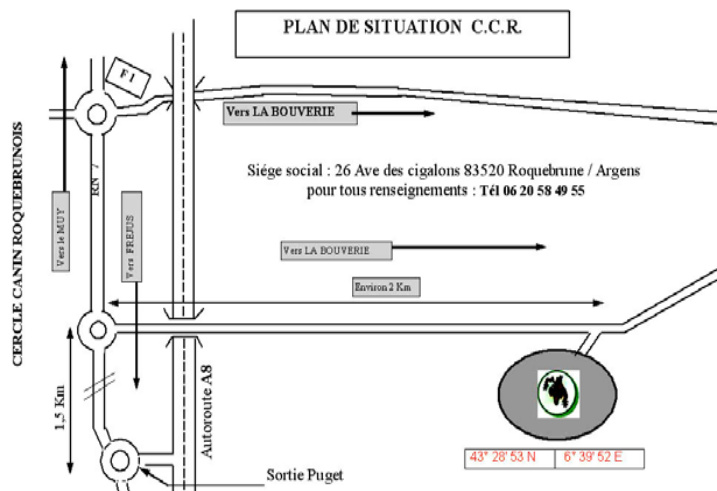 PLAN DE SITUATION C.C.R.
F1
Vers LA BOUVERIE
Siége social : 26 Ave des cigalons 83520 Roquebrune / Argens
pour tous renseignements : Tél 06 20 58 49 55
CERCLE CANIN ROQUEBRUNOIS
Vers le MUY
RN 7
Vers FREJUS
Vers LA BOUVERIE
Environ 2 Km
1,5 Km
Autoroute A8
Sortie Puget
43° 28' 53 N 6° 39' 52 E